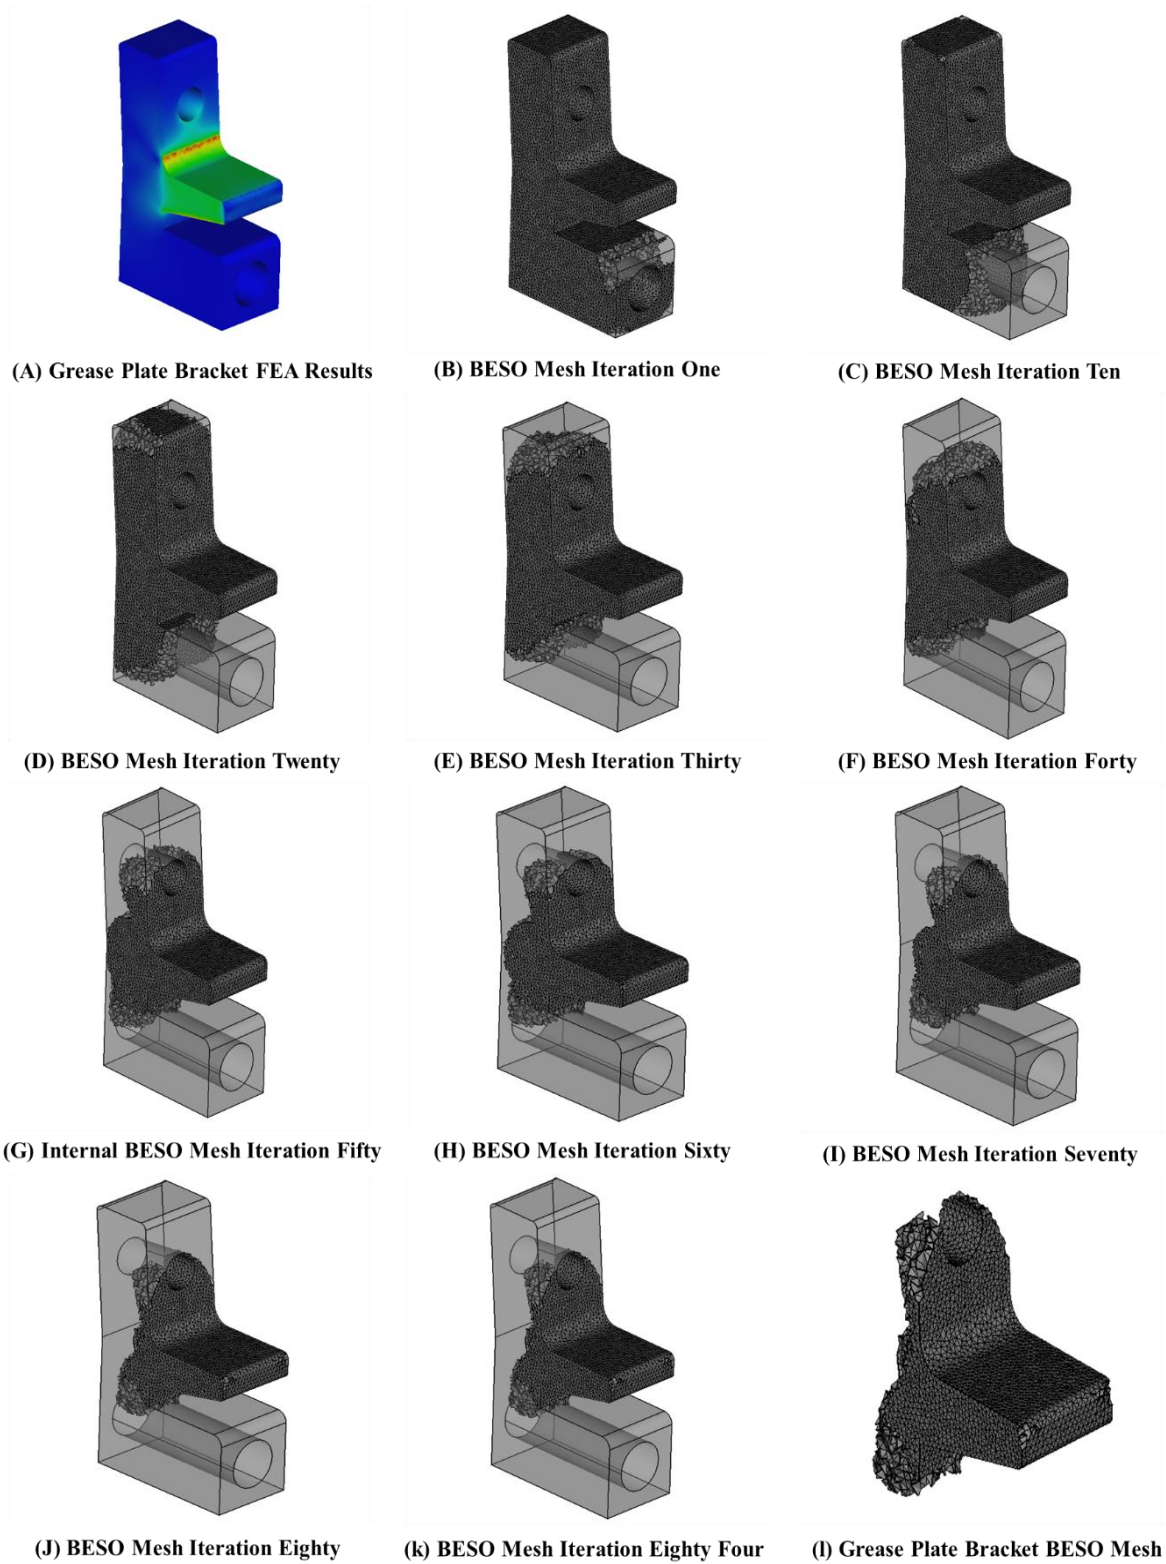 (A) Grease Plate Bracket FEA Results
(B) BESO Mesh Iteration One
(C) BESO Mesh Iteration Ten
(D) BESO Mesh Iteration Twenty
(E) BESO Mesh Iteration Thirty
(F) BESO Mesh Iteration Forty
(G) Internal BESO Mesh Iteration Fifty
(H) BESO Mesh Iteration Sixty
(I) BESO Mesh Iteration Seventy
(J) BESO Mesh Iteration Eighty
(k) BESO Mesh Iteration Eighty Four
(l) Grease Plate Bracket BESO Mesh